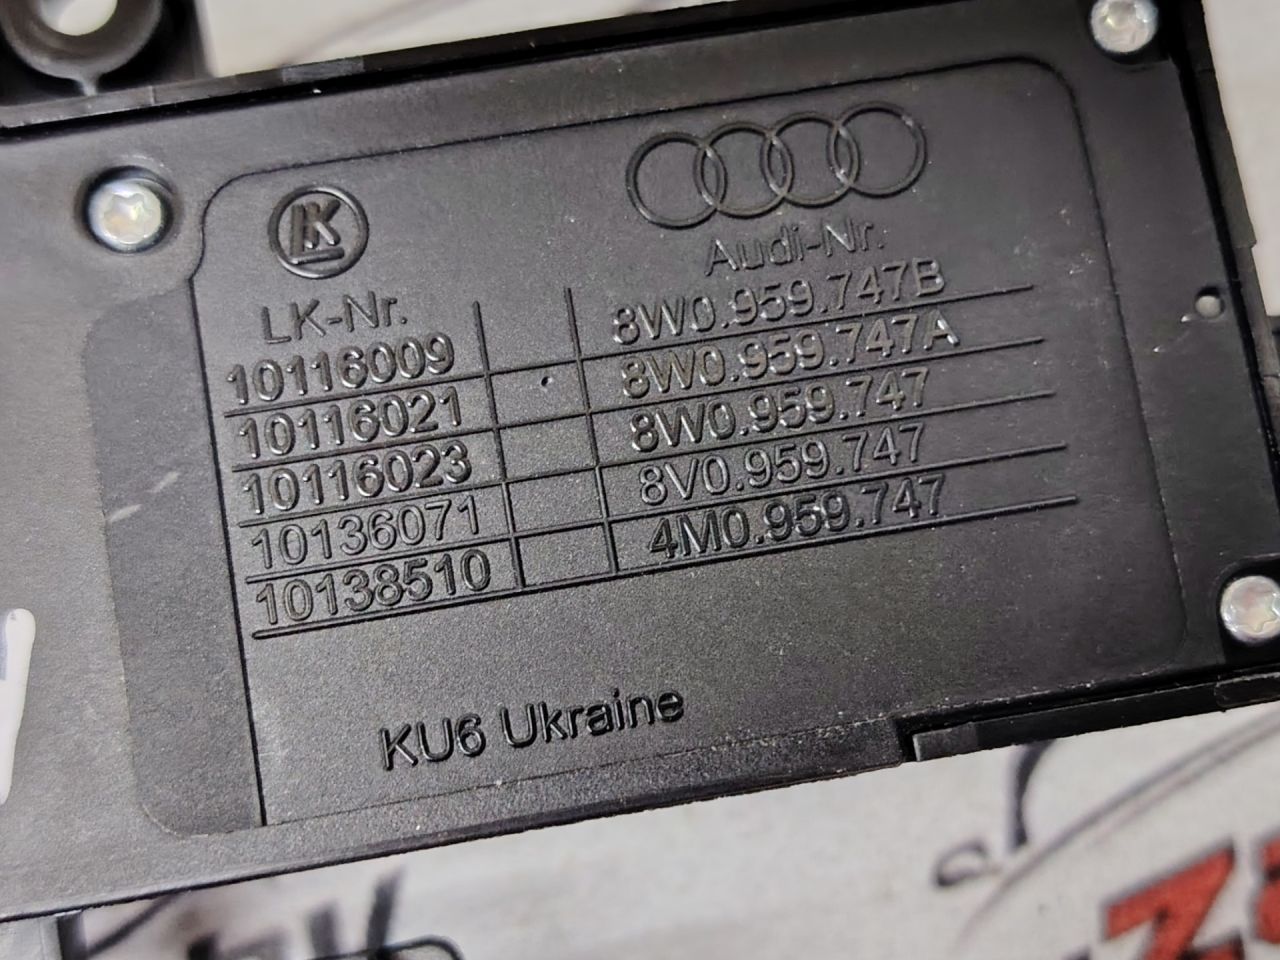 LK
LK-Nr.
Audi-Nr.
10116009 8W0.959.747B
10116021 8W0.959.747A
10116023 8W0.959.747
10136071 8V0.959.747
10138510 4M0.959.747
KU6 Ukraine